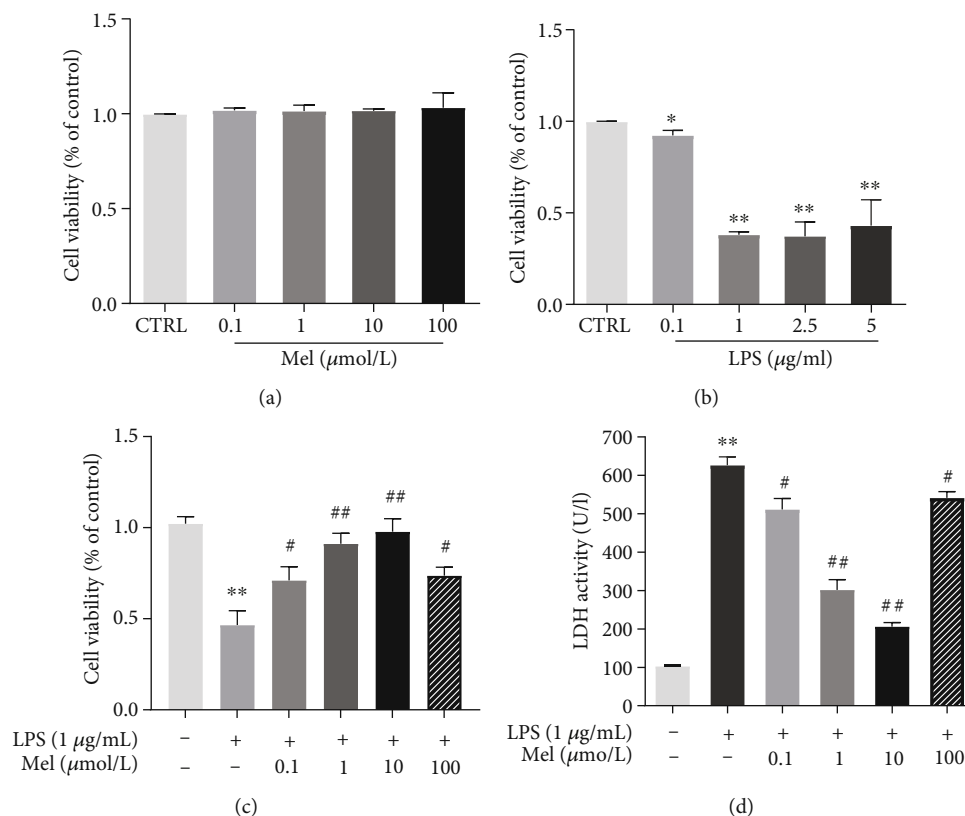 Cell viability (% of control)
1.5
1.0
0.5
0.0
CTRL 0.1 1 10 100
Mel (μmol/L)
(a)
Cell viability (% of control)
1.5
1.0
0.5
0.0
* ** ** **
CTRL 0.1 1 2.5 5
LPS (μg/ml)
(b)
Cell viability (% of control)
1.5
1.0
0.5
0.0
** # ## ## #
LPS (1 μg/mL) – + + + + +
Mel (μmol/L) – – 0.1 1 10 100
(c)
LDH activity (U/l)
700
600
500
400
300
200
100
0
** # ## ## #
LPS (1 μg/mL) – + + + + +
Mel (μmol/L) – – 0.1 1 10 100
(d)